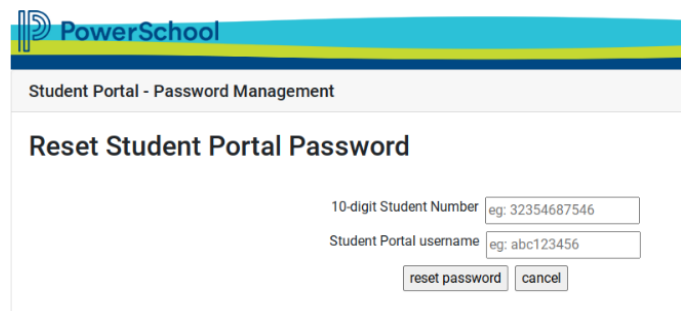 PowerSchool
Student Portal - Password Management
Reset Student Portal Password
10-digit Student Number eg: 32354687546
Student Portal username eg: abc123456
reset password cancel